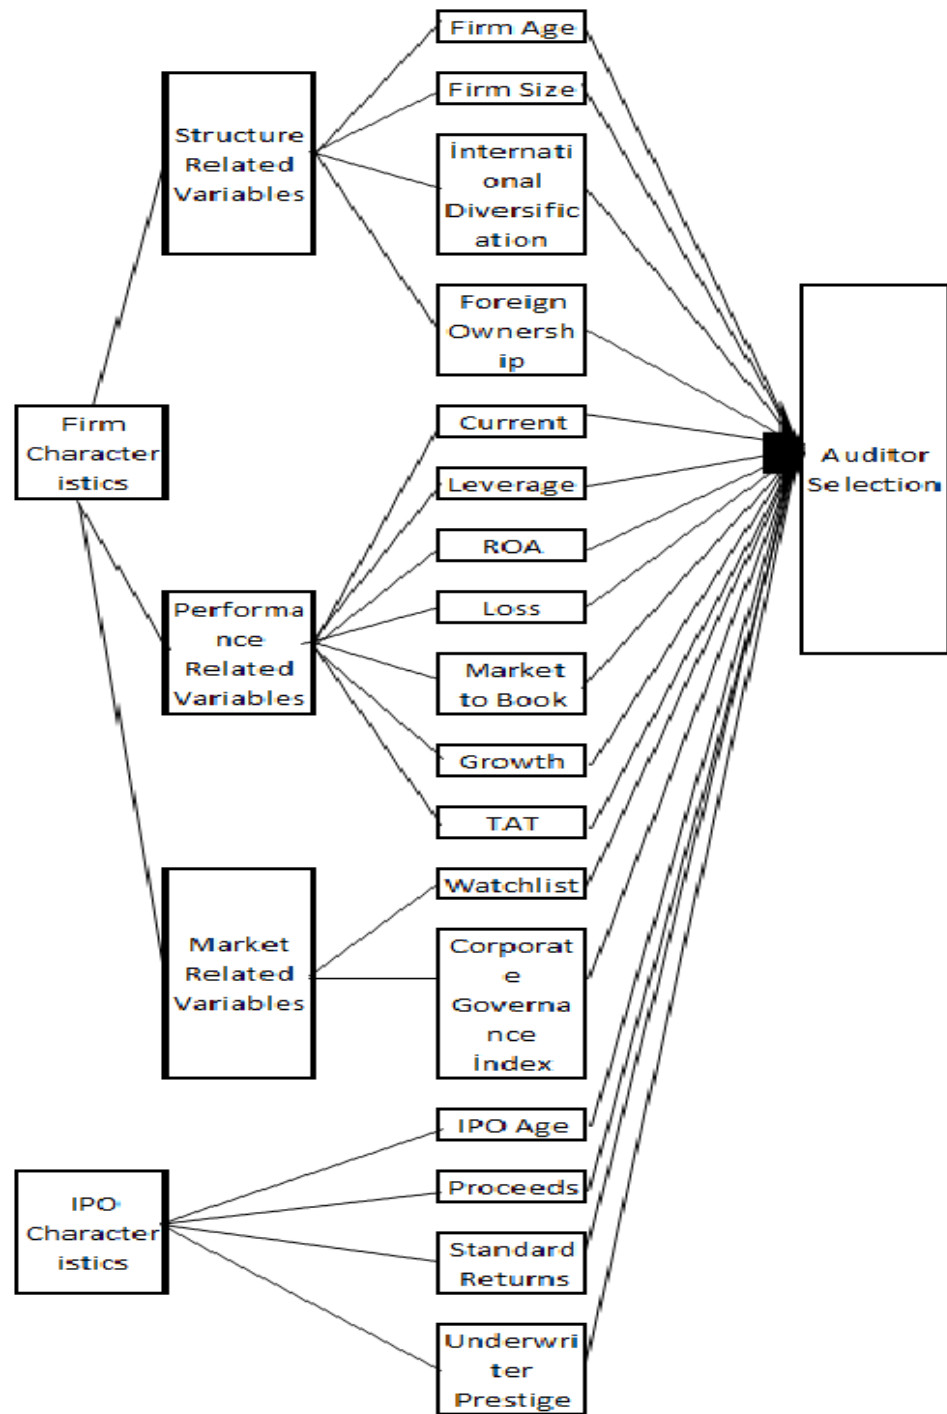 Firm Age
Firm Size
Structure
Related
Variables
İnternati
onal
Diversific
ation
Foreign
Ownersh
ip
Firm
Character
istics
Current
Leverage
ROA
Loss
Market
to Book
Growth
TAT
Performa
nce
Related
Variables
Auditor
Selection
Market
Related
Variables
Watchlist
Corporat
e
Governa
nce
İndex
IPO
Character
istics
IPO Age
Proceeds
Standard
Returns
Underwri
ter
Prestige